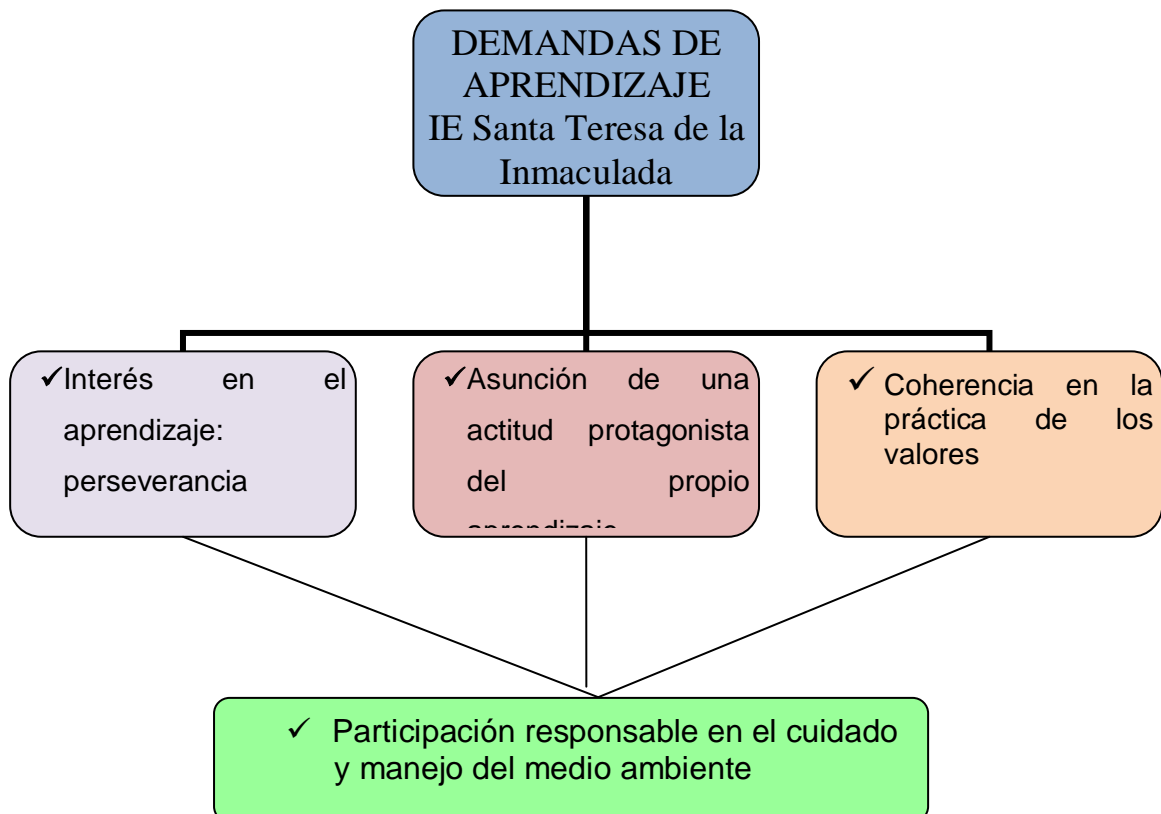 DEMANDAS DE
APRENDIZAJE
IE Santa Teresa de la
Inmaculada
✓Interés en el
aprendizaje:
perseverancia
✓Asunción de una
actitud protagonista
del propio
aprendizaje
✓ Coherencia en la
práctica de los
valores
✓ Participación responsable en el cuidado
y manejo del medio ambiente